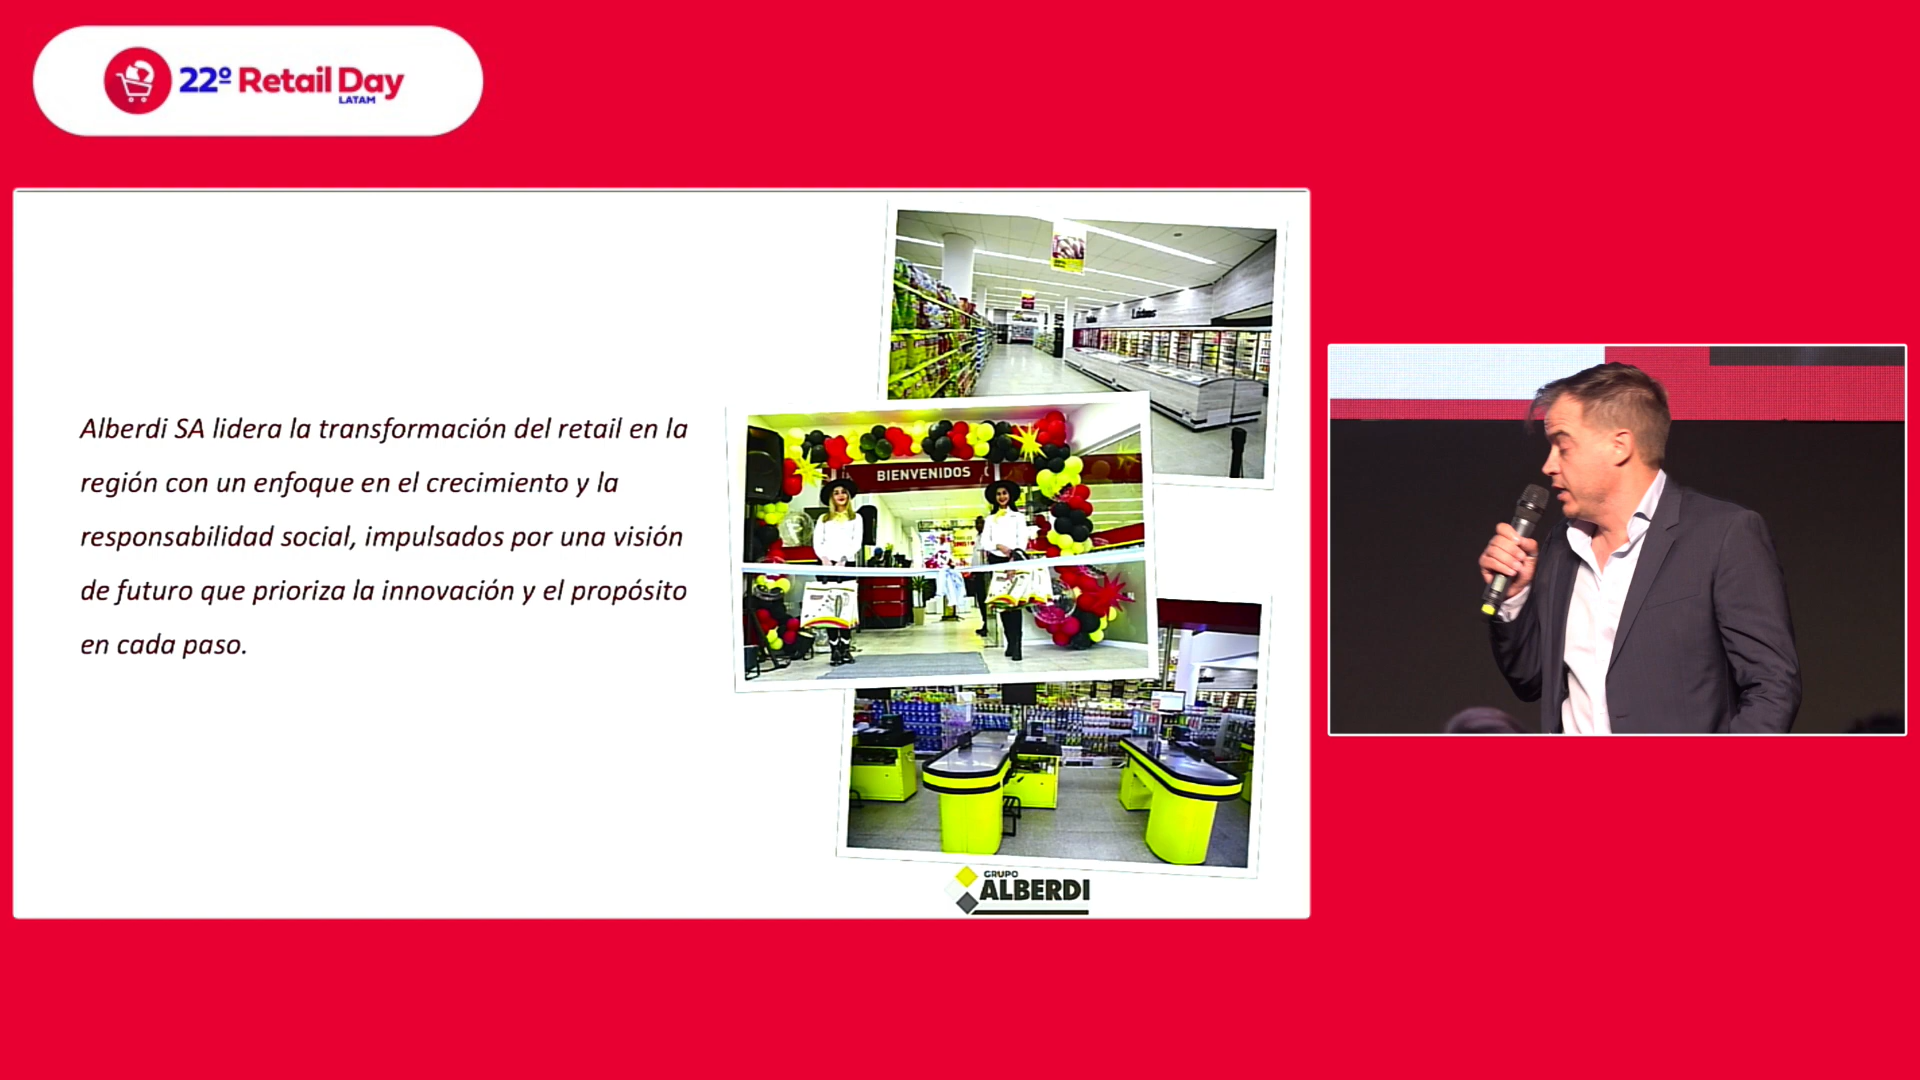 22º Retail Day
LATAM
Alberdi SA lidera la transformación del retail en la
región con un enfoque en el crecimiento y la
responsabilidad social, impulsados por una visión
de futuro que prioriza la innovación y el propósito
en cada paso.
BIENVENIDOS
GRUPO
ALBERDI